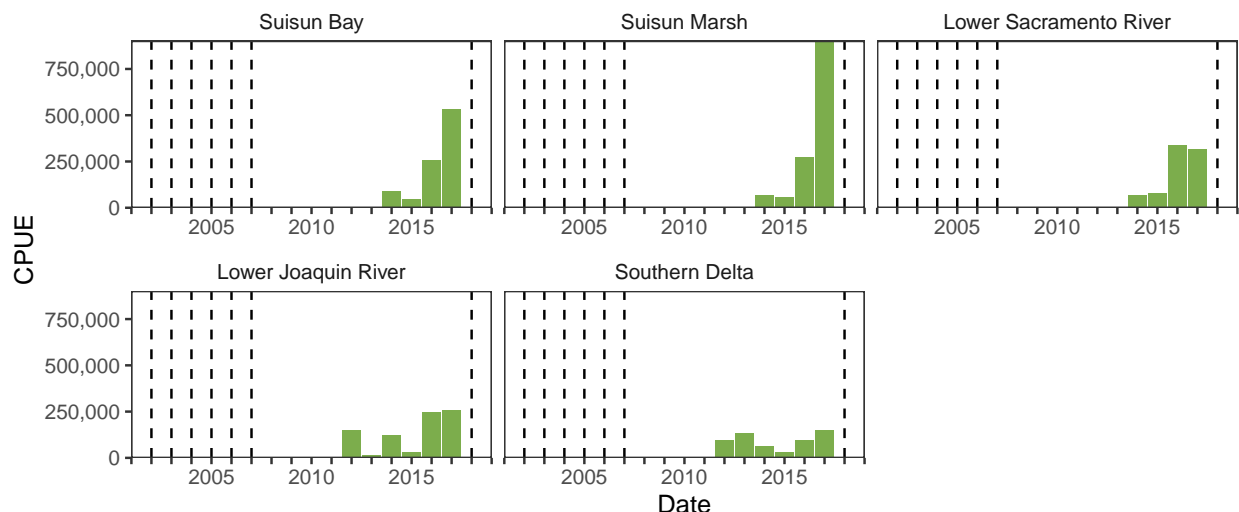 Suisun Bay
Suisun Marsh
Lower Sacramento River
750,000
500,000
250,000
0
2005 2010 2015
2005 2010 2015
2005 2010 2015
CPUE
Lower Joaquin River
Southern Delta
750,000
500,000
250,000
0
2005 2010 2015
2005 2010 2015
Date